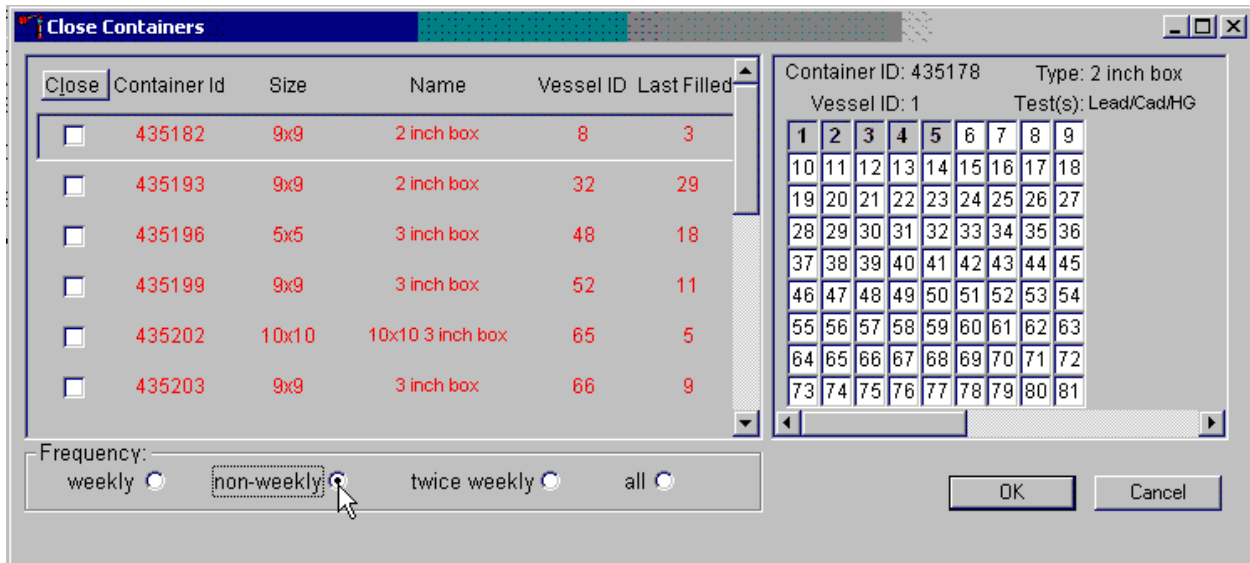 Close Containers
Close Container Id Size Name Vessel ID Last Filled
435182 9x9 2 inch box 8 3
435193 9x9 2 inch box 32 29
435196 5x5 3 inch box 48 18
435199 9x9 3 inch box 52 11
435202 10x10 10x10 3 inch box 65 5
435203 9x9 3 inch box 66 9
Container ID: 435178 Type: 2 inch box
Vessel ID: 1 Test(s): Lead/Cad/HG
1 2 3 4 5 6 7 8 9
10 11 12 13 14 15 16 17 18
19 20 21 22 23 24 25 26 27
28 29 30 31 32 33 34 35 36
37 38 39 40 41 42 43 44 45
46 47 48 49 50 51 52 53 54
55 56 57 58 59 60 61 62 63
64 65 66 67 68 69 70 71 72
73 74 75 76 77 78 79 80 81
Frequency:
weekly non-weekly twice weekly all
OK Cancel